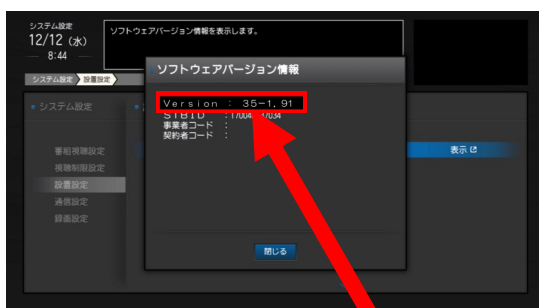 システム設定
12/12 (水)
8:44
ソフトウェアバージョン情報を表示します。
システム設定 設置設定
ソフトウェアバージョン情報
Version : 35-1.91
STBID
事業者コード :
契約者コード :
システム設定
番組視聴設定
視聴制限設定
設置設定
通信設定
録画設定
表示
閉じる